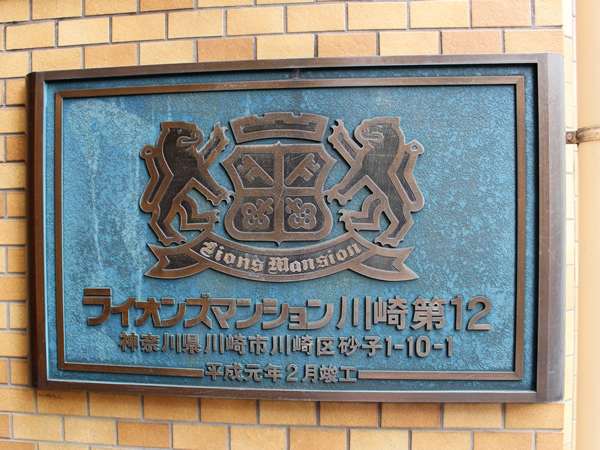 Lions Mansion
ライオンズマンション川崎第12
神奈川県川崎市川崎区砂子1-10-1
平成元年2月竣工